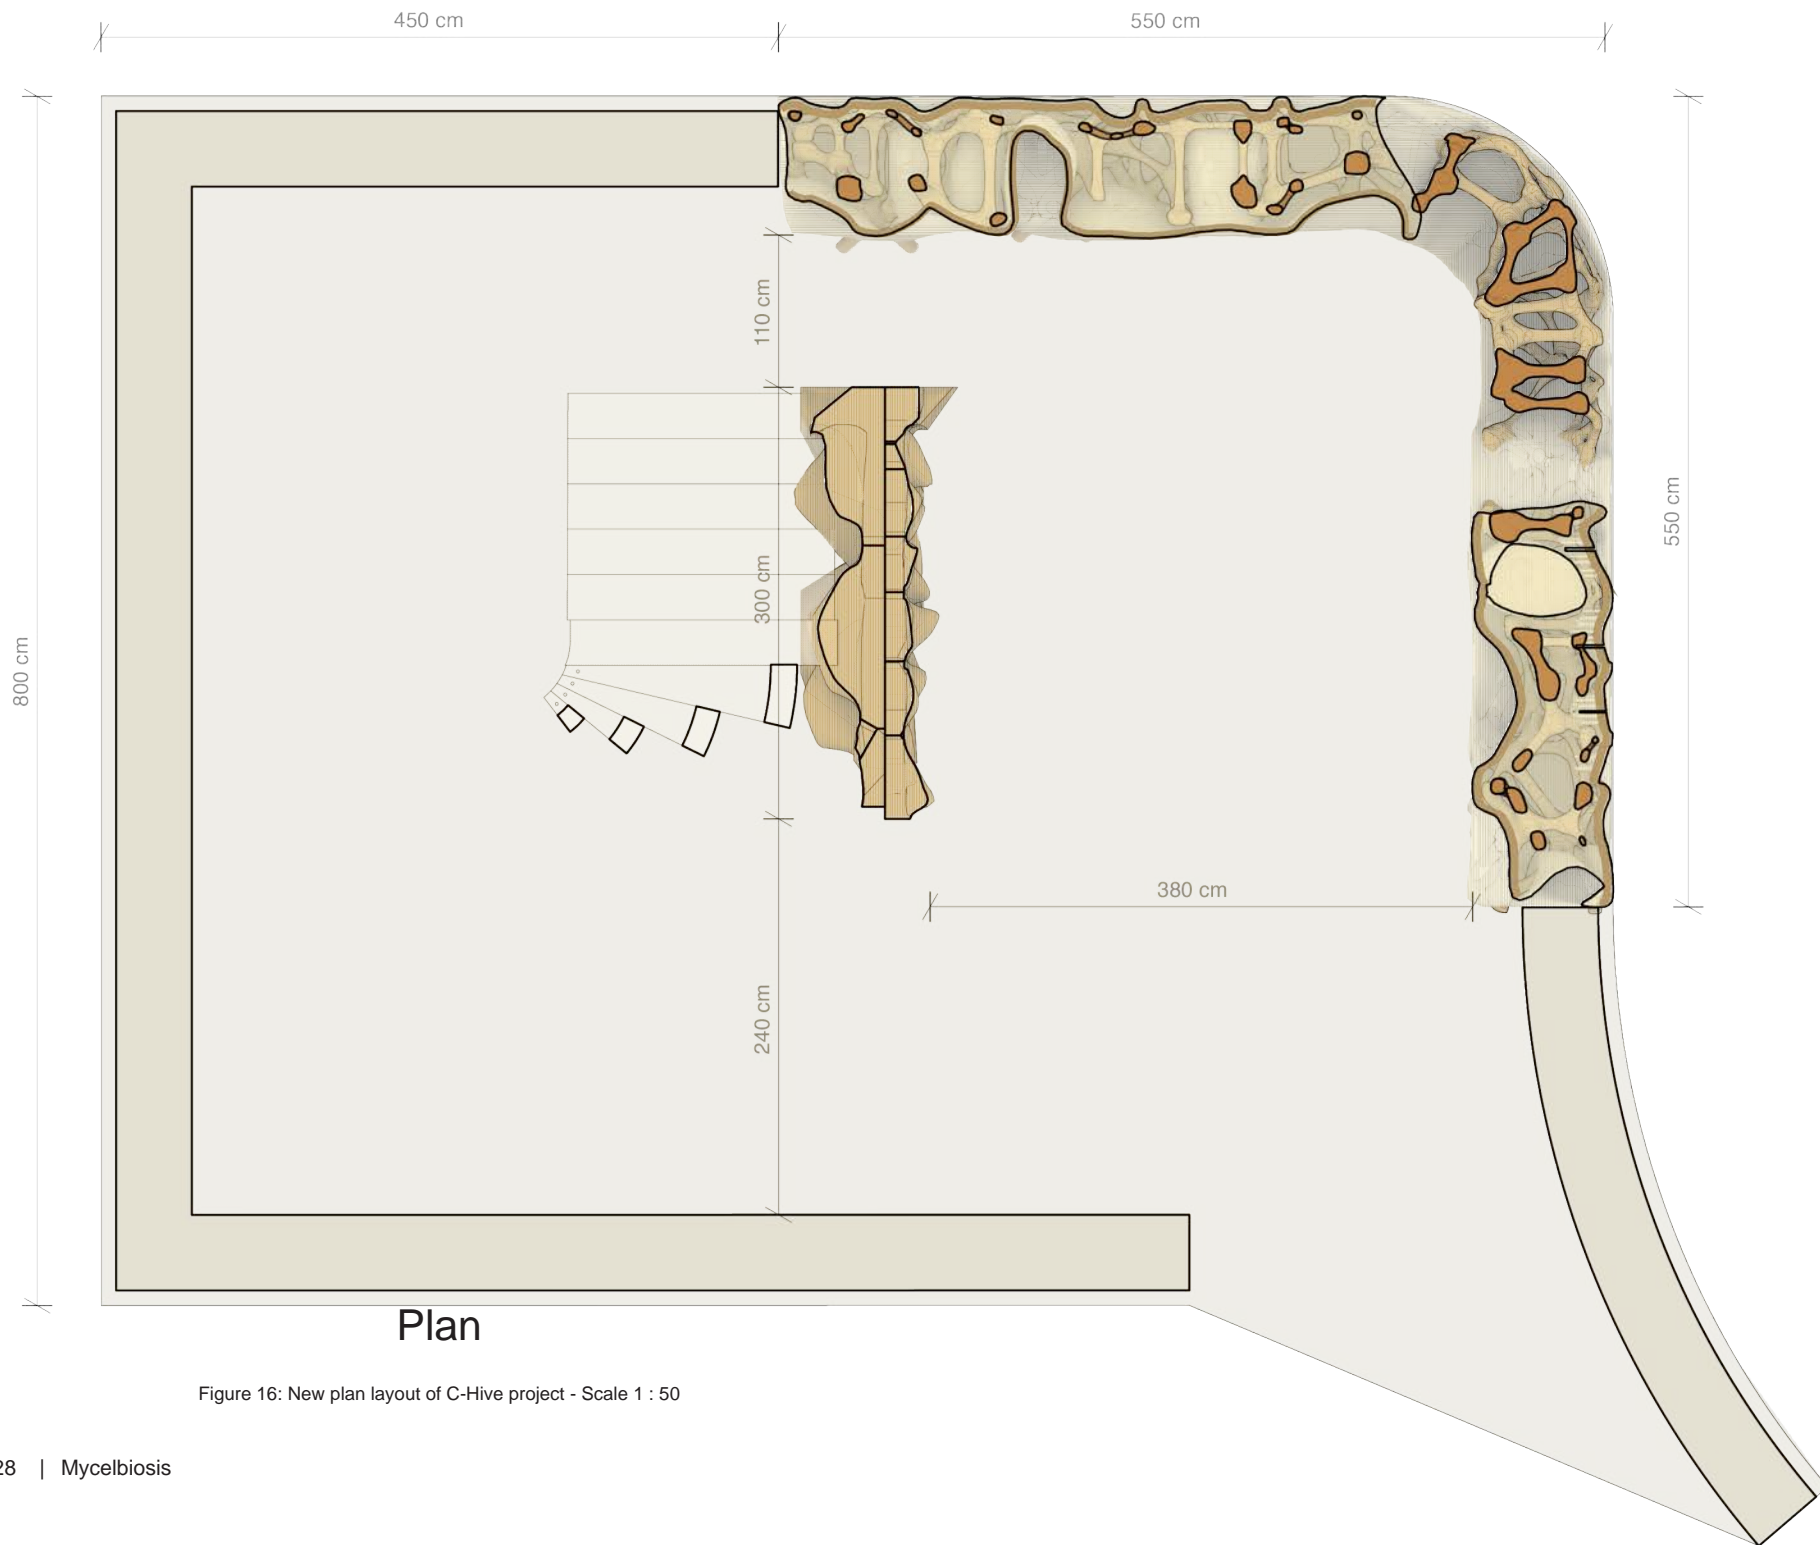 450 cm
550 cm
110 cm
300 cm
550 cm
800 cm
380 cm
240 cm
Plan
Figure 16: New plan layout of C-Hive project - Scale 1 : 50
28 | Mycelbiosis